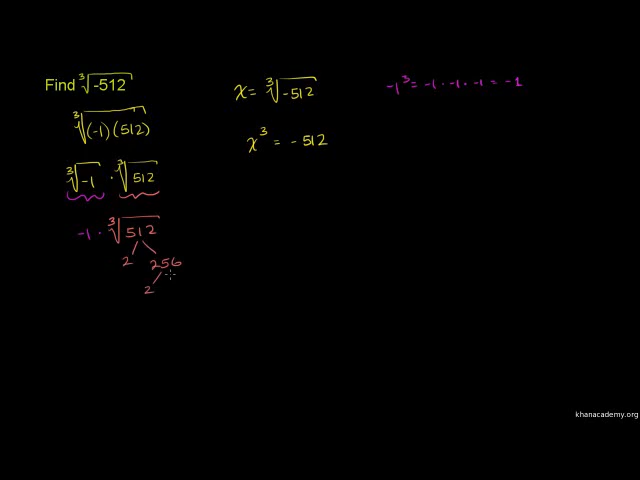 Find ∛-512
x = ∛-512
-1³ = -1 · -1 · -1 = -1
∛(-1)(512)
x³ = -512
∛-1 · ∛512
-1 · ∛512
2 256
2
khanacademy.org